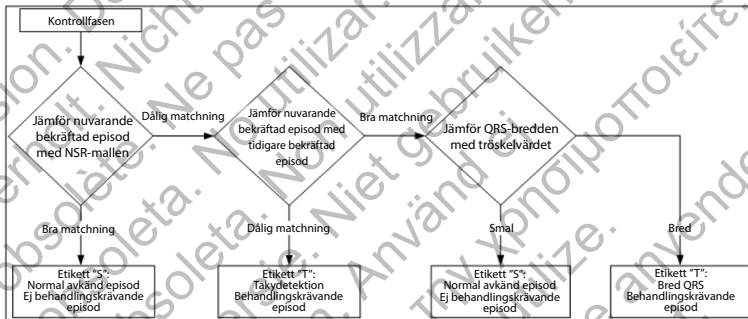 Kontrollfasen
Jämför nuvarande
bekräftad episod
med NSR-mallen
Dålig matchning
Jämför nuvarande
bekräftad episod med
tidigare bekräftad
episod
Bra matchning
Jämför QRS-bredden
med tröskelvärdet
Bra matchning
Dålig matchning
Smal
Bred
Etikett "S":
Normal avkänd episod
Ej behandlingskrävande
episod
Etikett "T":
Takydetektion
Behandlingskrävande
episod
Etikett "S":
Normal avkänd episod
Ej behandlingskrävande
episod
Etikett "T":
Bred QRS
Behandlingskrävande
episod